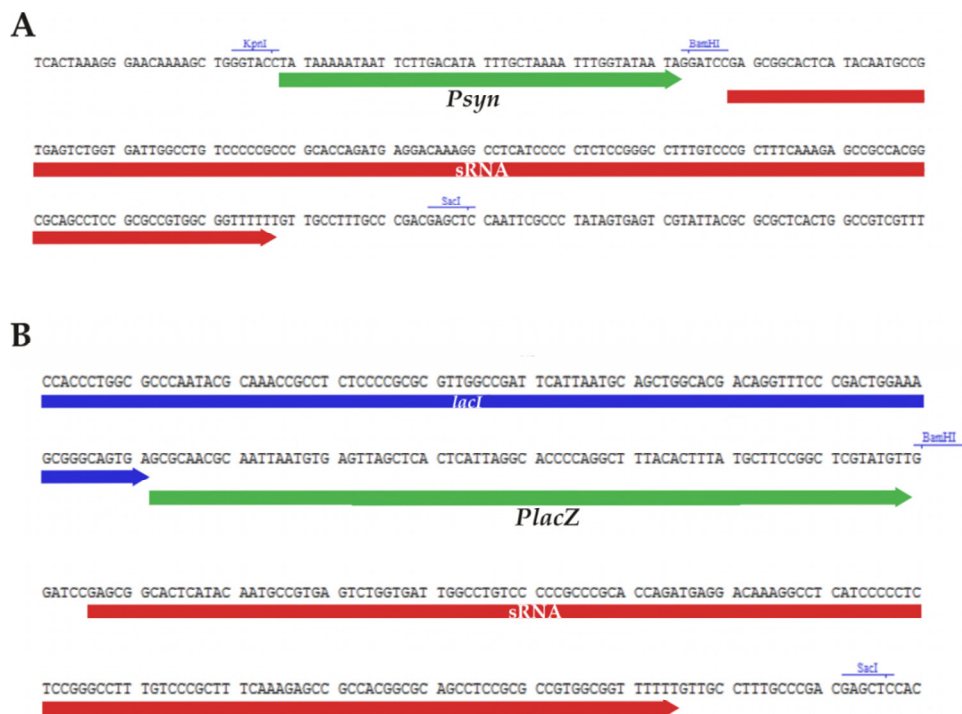 A
KpnI BamHI
TCACTAAAGG GAACAAAAGC TGGGTACCTA TAAAAATAAT TCTTGACATA TTTGCTAAAA TTTGGTATAA TAGGATCCGA GCGGCACTCA TACAATGCCG
Psyn
TGAGTCTGGT GATTGGCCTG TCCCCCGCCC GCACCAGATG AGGACAAAGG CCTCATCCCC CTCTCCGGGC CTTTGTCCCG CTTTCAAAGA GCCGCCACGG
sRNA
SacI
CGCAGCCTCC GCGCCGTGGC GGTTTTTTGT TGCCTTTGCC CGACGAGCTC CAATTCGCCC TATAGTGAGT CGTATTACGC GCGCTCACTG GCCGTCGTTT
B
CCACCCTGGC GCCCAATACG CAAACCGCCT CTCCCCGCGC GTTGGCCGAT TCATTAATGC AGCTGGCACG ACAGGTTTCC CGACTGGAAA
lacI
BamHI
GCGGGCAGTG AGCGCAACGC AATTAATGTG AGTTAGCTCA CTCATTAGGC ACCCCAGGCT TTACACTTTA TGCTTCCGGC TCGTATGTTG
PlacZ
GATCCGAGCG GCACTCATAC AATGCCGTGA GTCTGGTGAT TGGCCTGTCC CCCGCCCGCA CCAGATGAGG ACAAAGGCCT CATCCCCCTC
sRNA
SacI
TCCGGGCCTT TGTCCCGCTT TCAAAGAGCC GCCACGGCGC AGCCTCCGCG CCGTGGCGGT TTTTTGTTGC CTTTGCCCGA CGAGCTCCAC